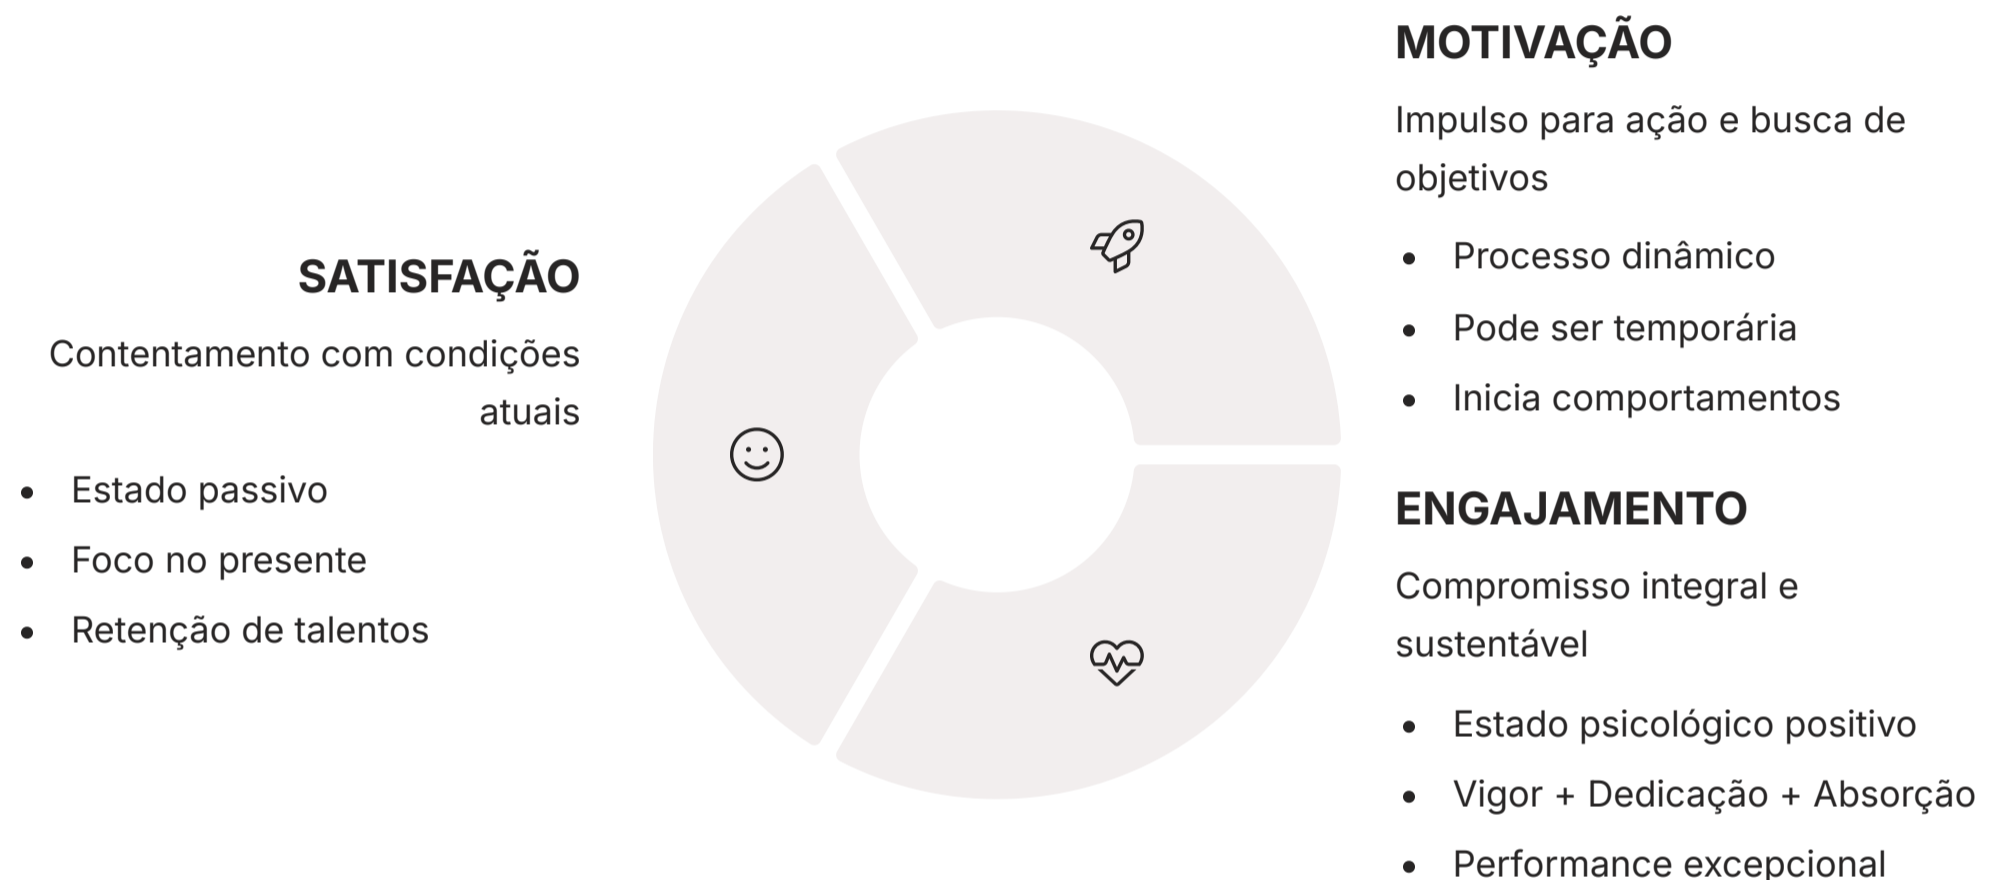 MOTIVAÇÃO
Impulso para ação e busca de
objetivos
• Processo dinâmico
• Pode ser temporária
• Inicia comportamentos
SATISFAÇÃO
Contentamento com condições
atuais
• Estado passivo
• Foco no presente
• Retenção de talentos
ENGAJAMENTO
Compromisso integral e
sustentável
• Estado psicológico positivo
• Vigor + Dedicação + Absorção
• Performance excepcional